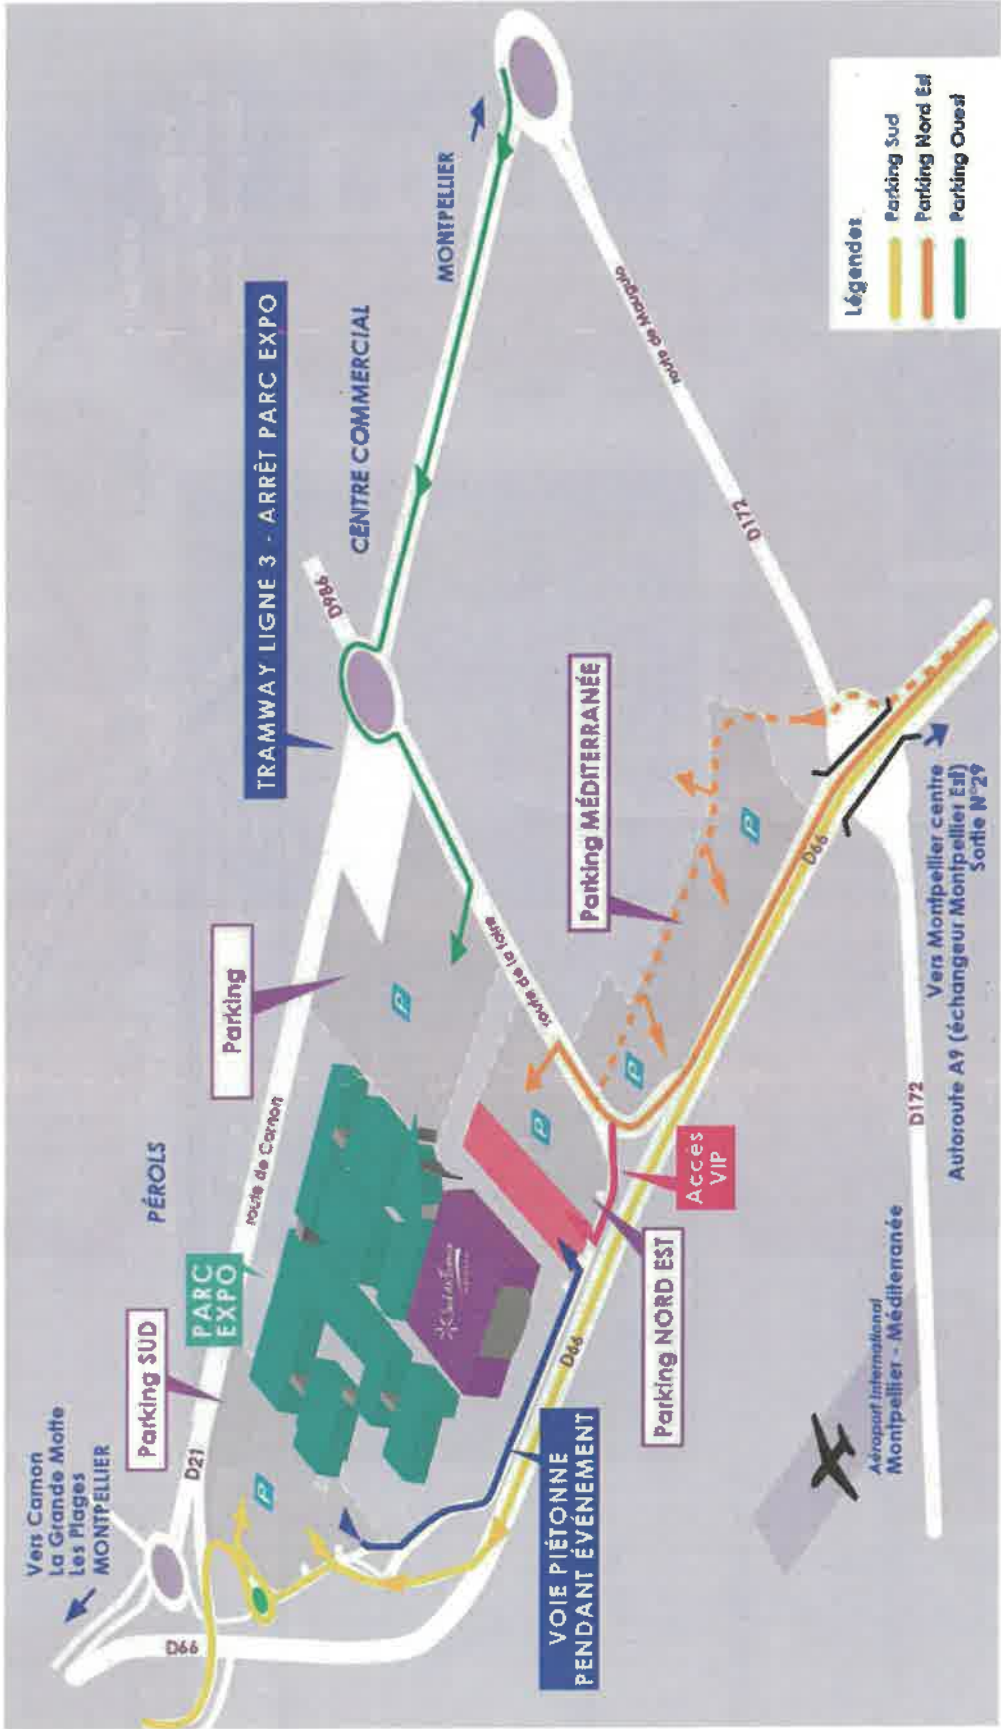 Vers Carnon
La Grande Motte
Les Plages
MONTPELLIER
D66
D21
Parking SUD
PARC
EXPO
PÉROLS
route de Carnon
Parking
TRAMWAY LIGNE 3 - ARRÊT PARC EXPO
D986
CENTRE COMMERCIAL
MONTPELLIER
route de Mauguio
D172
route de la foire
Parking MÉDITERRANÉE
P
P
P
P
P
Accès
VIP
Parking NORD EST
D66
D66
VOIE PIÉTONNE
PENDANT ÉVÉNEMENT
Aéroport International
Montpellier - Méditerranée
D172
Vers Montpellier centre
Autoroute A9 (échangeur Montpellier Est)
Sortie N°29
Légendes
Parking Sud
Parking Nord Est
Parking Ouest